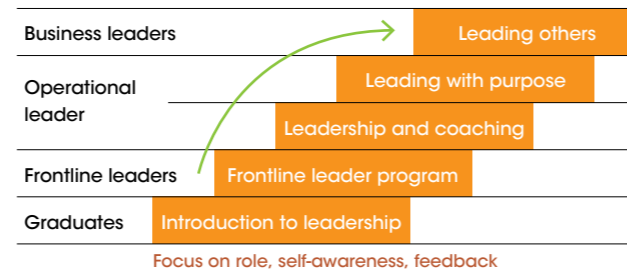 Business leaders
Leading others
Operational
leader
Leading with purpose
Leadership and coaching
Frontline leaders
Frontline leader program
Graduates
Introduction to leadership
Focus on role, self-awareness, feedback